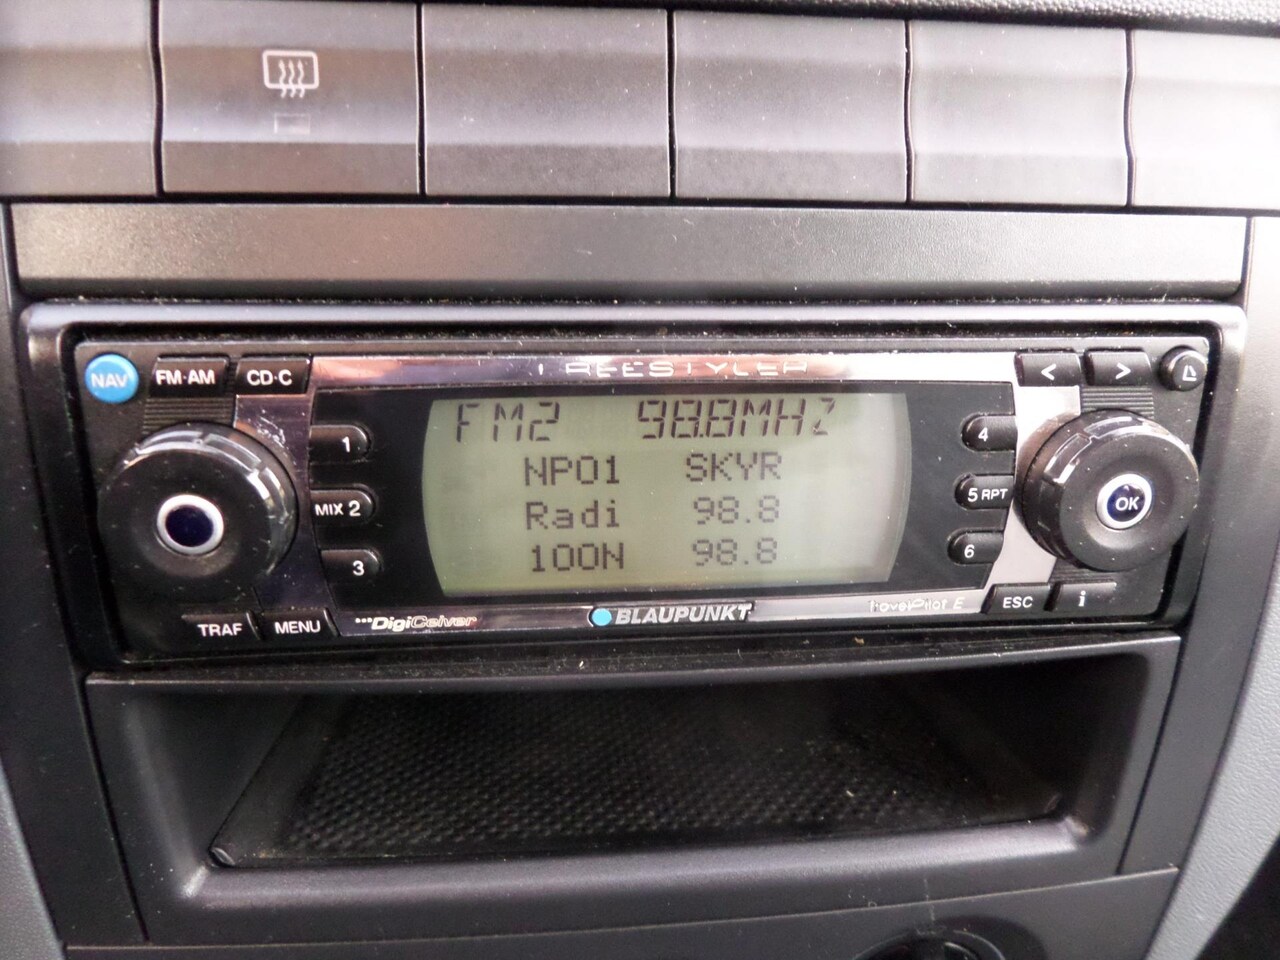 NAV FM·AM CD·C FREESTYLER < >
FM2 98.8MHZ
1 NPO1 SKYR 4
MIX 2 Radi 98.8 5 RPT OK
3 100N 98.8 6
TRAF MENU DigiCeiver BLAUPUNKT TravelPilot E ESC i